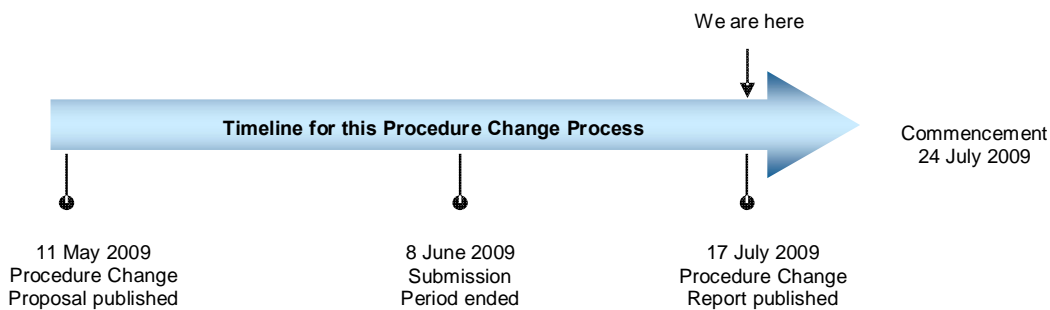 We are here
Timeline for this Procedure Change Process
Commencement
24 July 2009
11 May 2009
Procedure Change
Proposal published
8 June 2009
Submission
Period ended
17 July 2009
Procedure Change
Report published